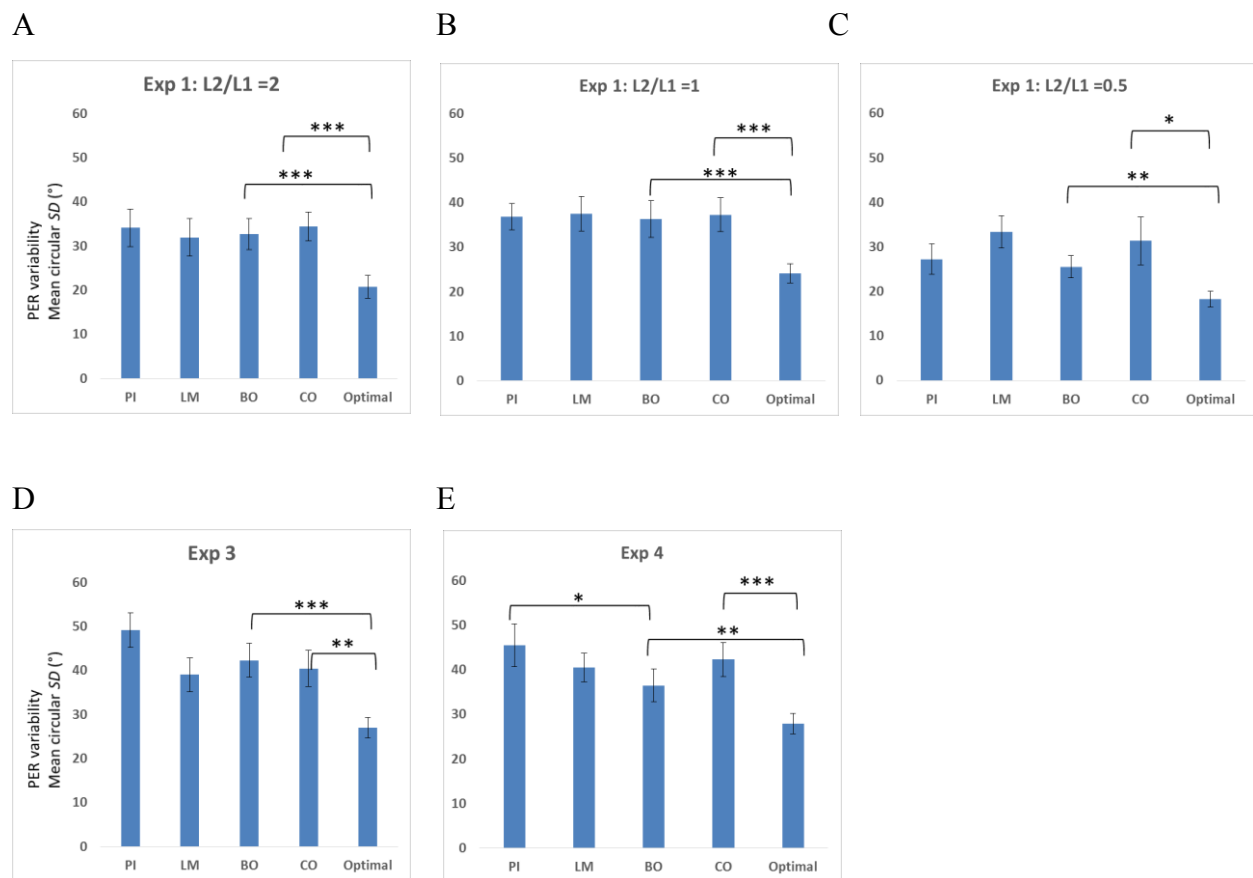 A
B
C
Exp 1: L2/L1 =2
60
50
40
30
20
10
0
PER variability
Mean circular SD (°)
***
***
PI LM BO CO Optimal
Exp 1: L2/L1 =1
60
50
40
30
20
10
0
***
***
PI LM BO CO Optimal
Exp 1: L2/L1 =0.5
60
50
40
30
20
10
0
*
**
PI LM BO CO Optimal
D
E
Exp 3
60
50
40
30
20
10
0
PER variability
Mean circular SD (°)
***
**
PI LM BO CO Optimal
Exp 4
60
50
40
30
20
10
0
*
***
**
PI LM BO CO Optimal